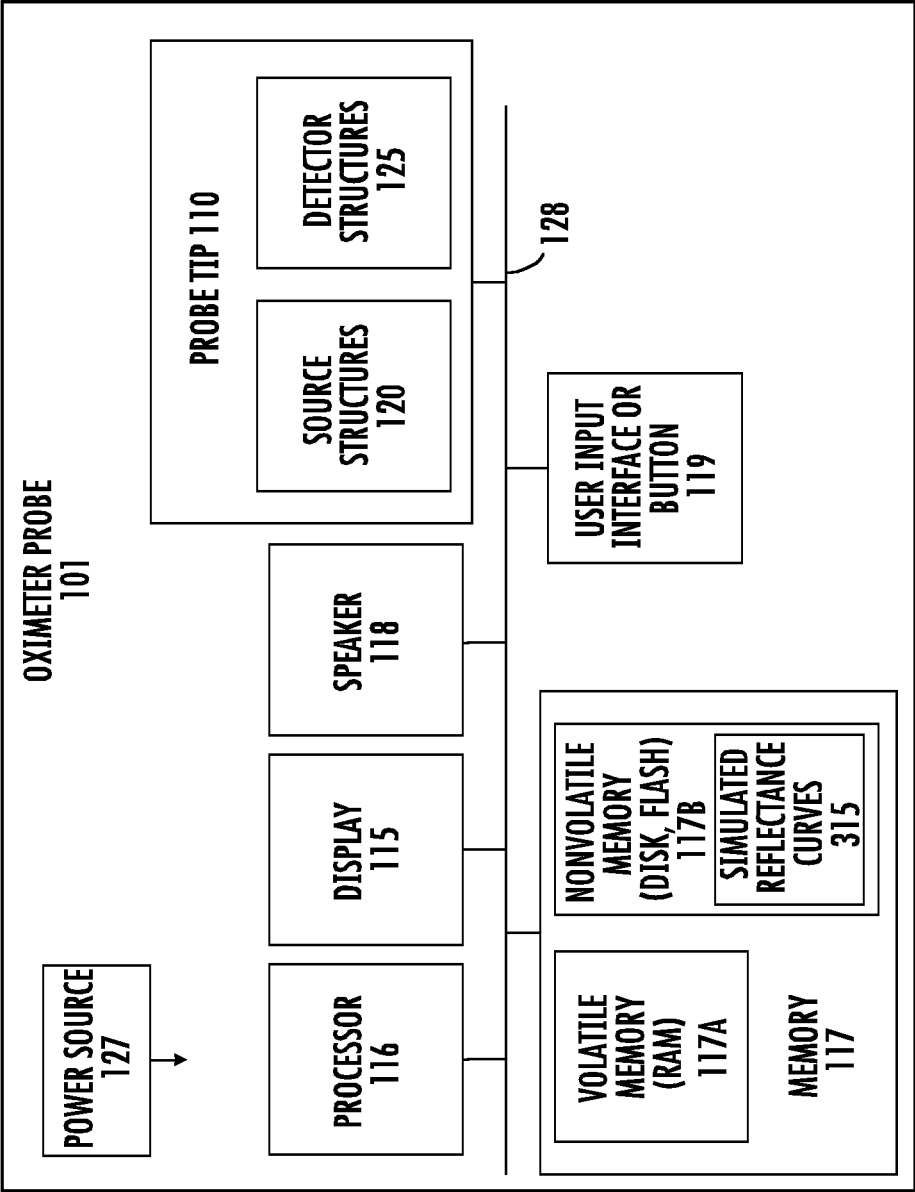 OXIMETER PROBE
101
POWER SOURCE
127
PROCESSOR
116
DISPLAY
115
SPEAKER
118
PROBE TIP 110
SOURCE
STRUCTURES
120
DETECTOR
STRUCTURES
125
128
VOLATILE
MEMORY
(RAM)
117A
MEMORY
117
NONVOLATILE
MEMORY
(DISK, FLASH)
117B
SIMULATED
REFLECTANCE
CURVES
315
USER INPUT
INTERFACE OR
BUTTON
119